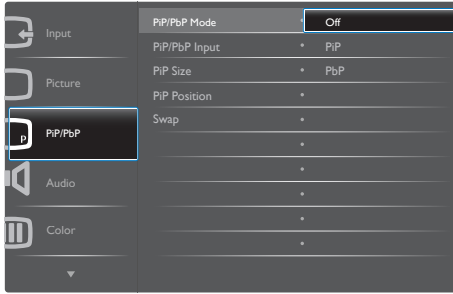 Input
Picture
P
PiP/PbP
Audio
Color
PiP/PbP Mode • Off
PiP/PbP Input • PiP
PiP Size • PbP
PiP Position •
Swap •
•
•
•
•
•